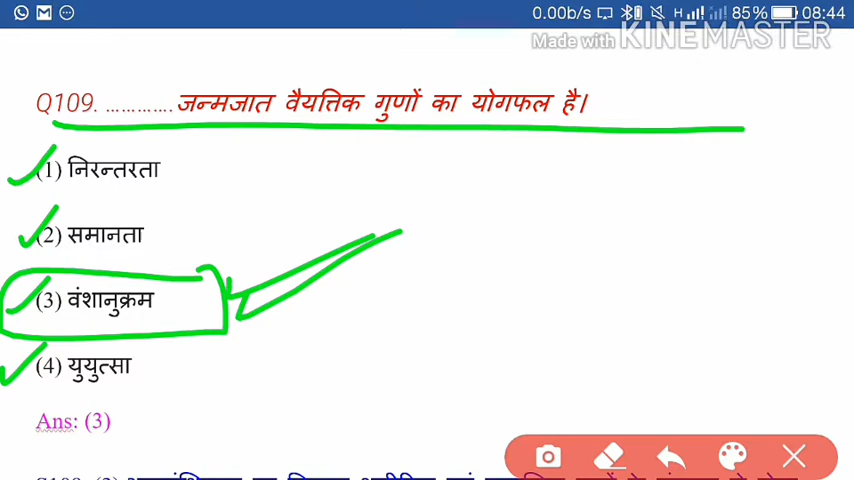 0.00b/s H 85% 08:44
Made with KINEMASTER
Q109. ............. जन्मजात वैयत्तिक गुणों का योगफल है।
(1) निरन्तरता
(2) समानता
(3) वंशानुक्रम
(4) युयुत्सा
Ans: (3)